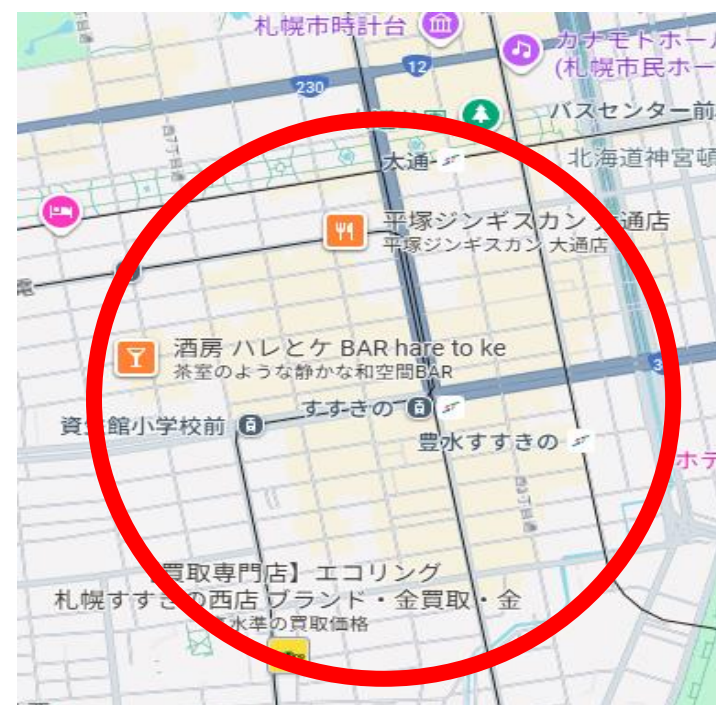 札幌市時計台
カナモトホール
(札幌市民ホー
12
230
バスセンター前
大通
北海道神宮頓
西7丁目通
平塚ジンギスカン 大通店
平塚ジンギスカン 大通店
酒房 ハレとケ BAR hare to ke
茶室のような静かな和空間BAR
すすきの
資生館小学校前
豊水すすきの
ホテ
西3丁目通
買取専門店】エコリング
札幌すすきの西店 ブランド・金買取・金
水準の買取価格